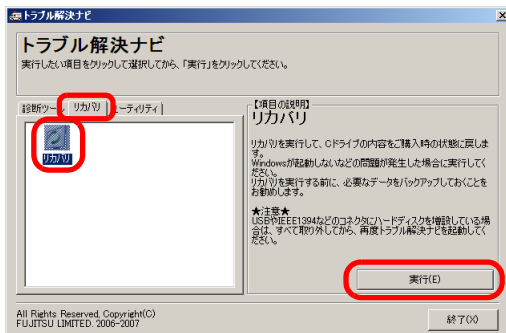 トラブル解決ナビ
トラブル解決ナビ
実行したい項目をクリックして選択してから、「実行」をクリックしてください。
診断ツール リカバリ ユーティリティ
リカバリ
【項目の説明】
リカバリ
リカバリを実行して、Cドライブの内容をご購入時の状態に戻しま
す。
Windowsが起動しないなどの問題が発生した場合に実行してく
ださい。
リカバリを実行する前に、必要なデータをバックアップしておくことを
お勧めします。
★注意★
USBやIEEE1394などのコネクタにハードディスクを増設している場
合は、すべて取り外してから、再度トラブル解決ナビを起動してく
ださい。
実行(E)
All Rights Reserved, Copyright(C)
FUJITSU LIMITED. 2006-2007
終了(X)